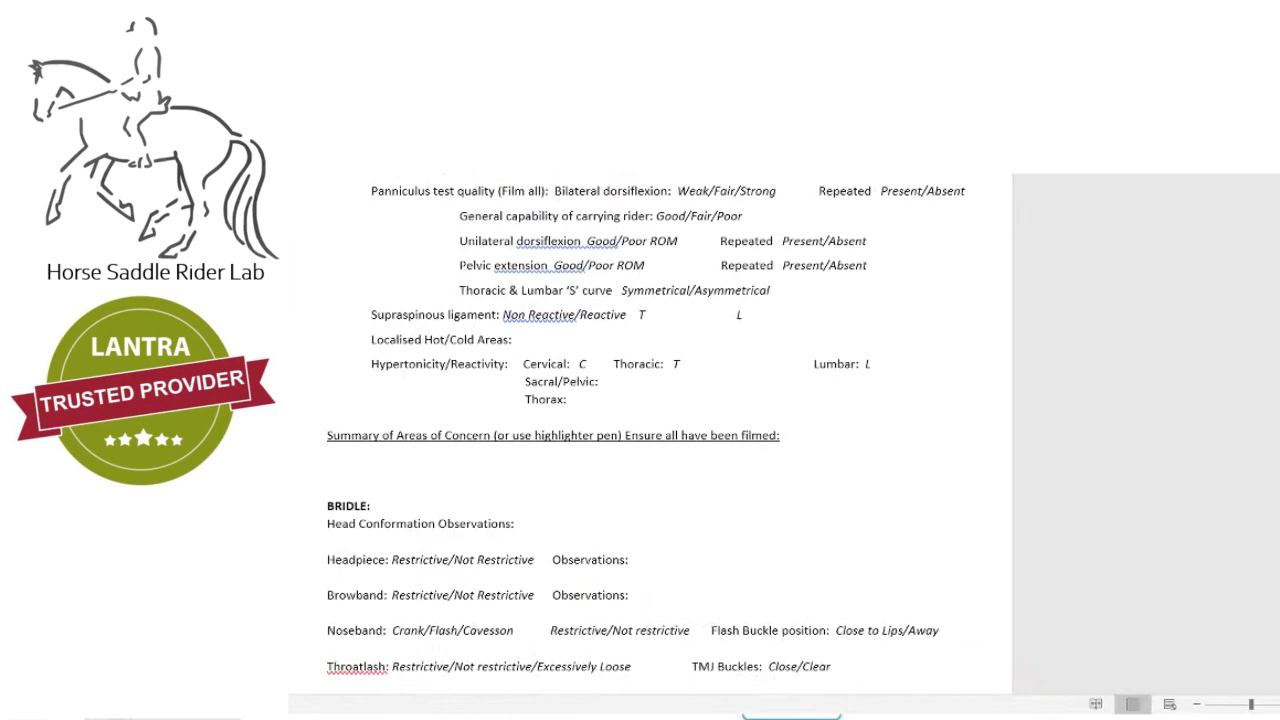 Horse Saddle Rider Lab
LANTRA
TRUSTED PROVIDER
Panniculus test quality (Film all): Bilateral dorsiflexion: Weak/Fair/Strong Repeated Present/Absent
General capability of carrying rider: Good/Fair/Poor
Unilateral dorsiflexion Good/Poor ROM Repeated Present/Absent
Pelvic extension Good/Poor ROM Repeated Present/Absent
Thoracic & Lumbar ‘S’ curve Symmetrical/Asymmetrical
Supraspinous ligament: Non Reactive/Reactive T L
Localised Hot/Cold Areas:
Hypertonicity/Reactivity: Cervical: C Thoracic: T Lumbar: L
Sacral/Pelvic:
Thorax:
Summary of Areas of Concern (or use highlighter pen) Ensure all have been filmed:
BRIDLE:
Head Conformation Observations:
Headpiece: Restrictive/Not Restrictive Observations:
Browband: Restrictive/Not Restrictive Observations:
Noseband: Crank/Flash/Cavesson Restrictive/Not restrictive Flash Buckle position: Close to Lips/Away
Throatlash: Restrictive/Not restrictive/Excessively Loose TMJ Buckles: Close/Clear